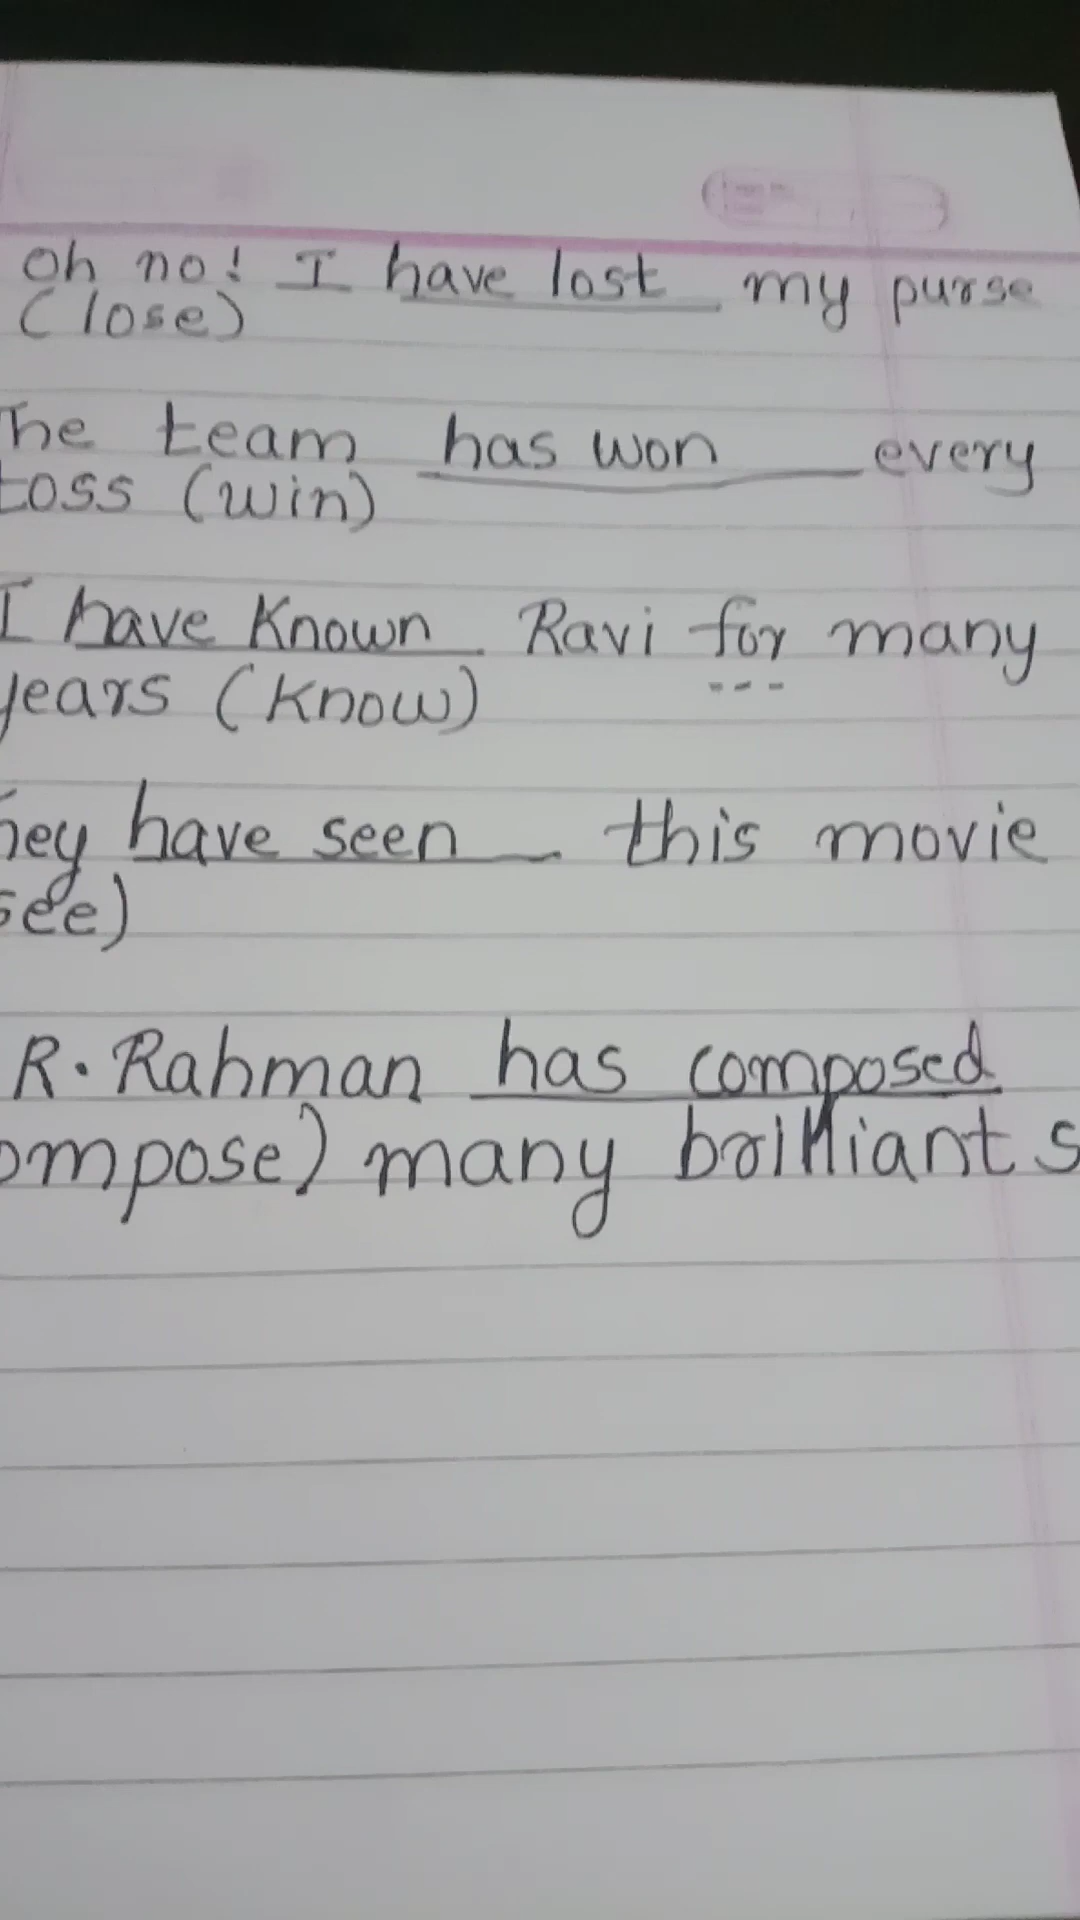 Oh no! I have lost my purse
(lose)
The team has won every
toss (win)
I have known Ravi for many
years (know)
hey have seen this movie
see)
R. Rahman has composed
ompose) many brilliant s